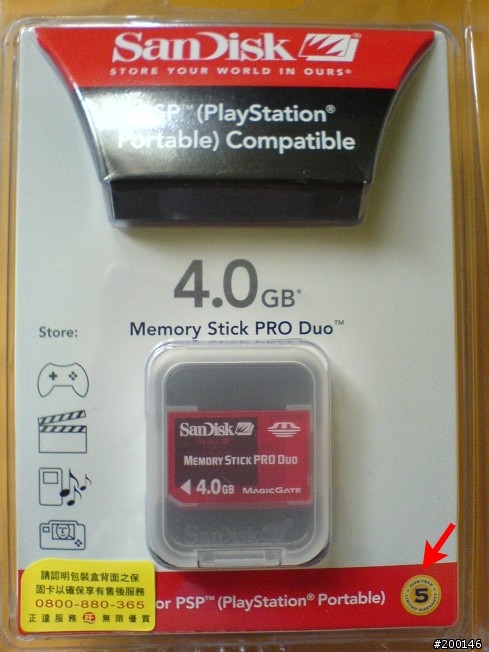 SanDisk
STORE YOUR WORLD IN OURS®
PSP™ (PlayStation®
Portable) Compatible
4.0GB*
Memory Stick PRO Duo™
Store:
SanDisk
MEMORY STICK PRO DUO
4.0GB MAGICGATE
SanDisk
請認明包裝盒背面之保
固卡以確保享有售後服務
0800-880-365
正達服務 無限優質
or PSP™ (PlayStation® Portable)
5
#200146